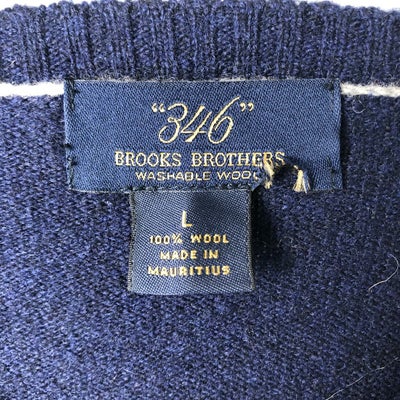 "346"
BROOKS BROTHERS
WASHABLE WOOL
L
100% WOOL
MADE IN
MAURITIUS